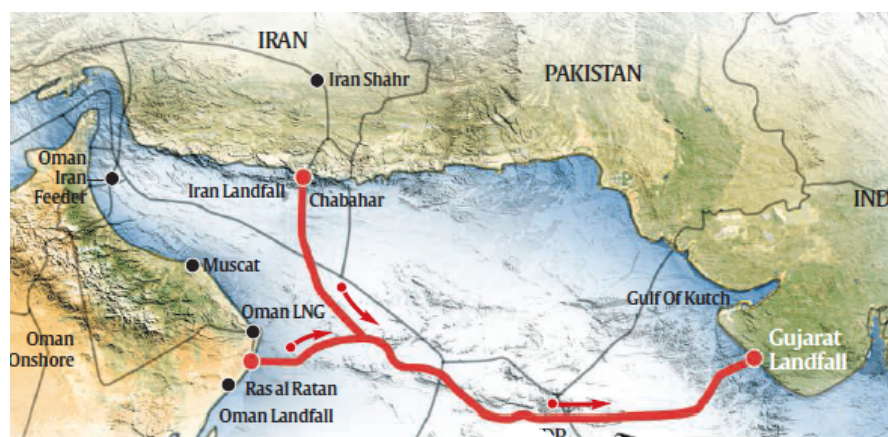 IRAN
Iran Shahr
PAKISTAN
Oman
Iran
Feeder
Iran Landfall
Chabahar
IND
Muscat
Gulf Of Kutch
Oman LNG
Oman
Onshore
Gujarat
Landfall
Ras al Ratan
Oman Landfall